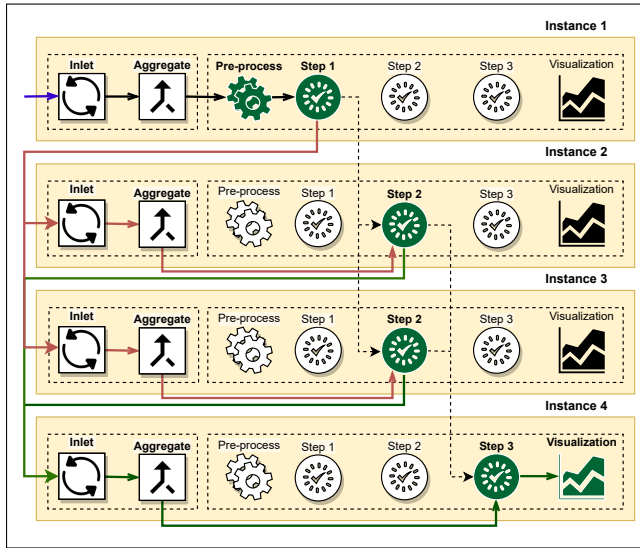 Instance 1
Inlet
Aggregate
Pre-process
Step 1
Step 2
Step 3
Visualization
Instance 2
Inlet
Aggregate
Pre-process
Step 1
Step 2
Step 3
Visualization
Instance 3
Inlet
Aggregate
Pre-process
Step 1
Step 2
Step 3
Visualization
Instance 4
Inlet
Aggregate
Pre-process
Step 1
Step 2
Step 3
Visualization